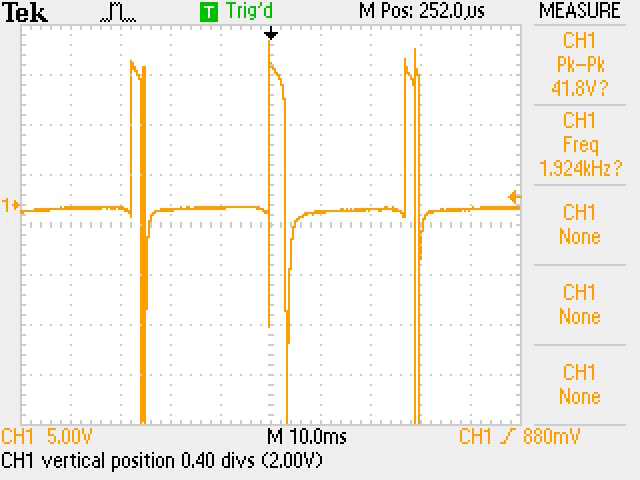 Tek T Trig'd M Pos: 252.0µs MEASURE
CH1
Pk-Pk
41.8V?
CH1
Freq
1.924kHz?
1
CH1
None
CH1
None
CH1
None
CH1 5.00V M 10.0ms CH1 880mV
CH1 vertical position 0.40 divs (2.00V)